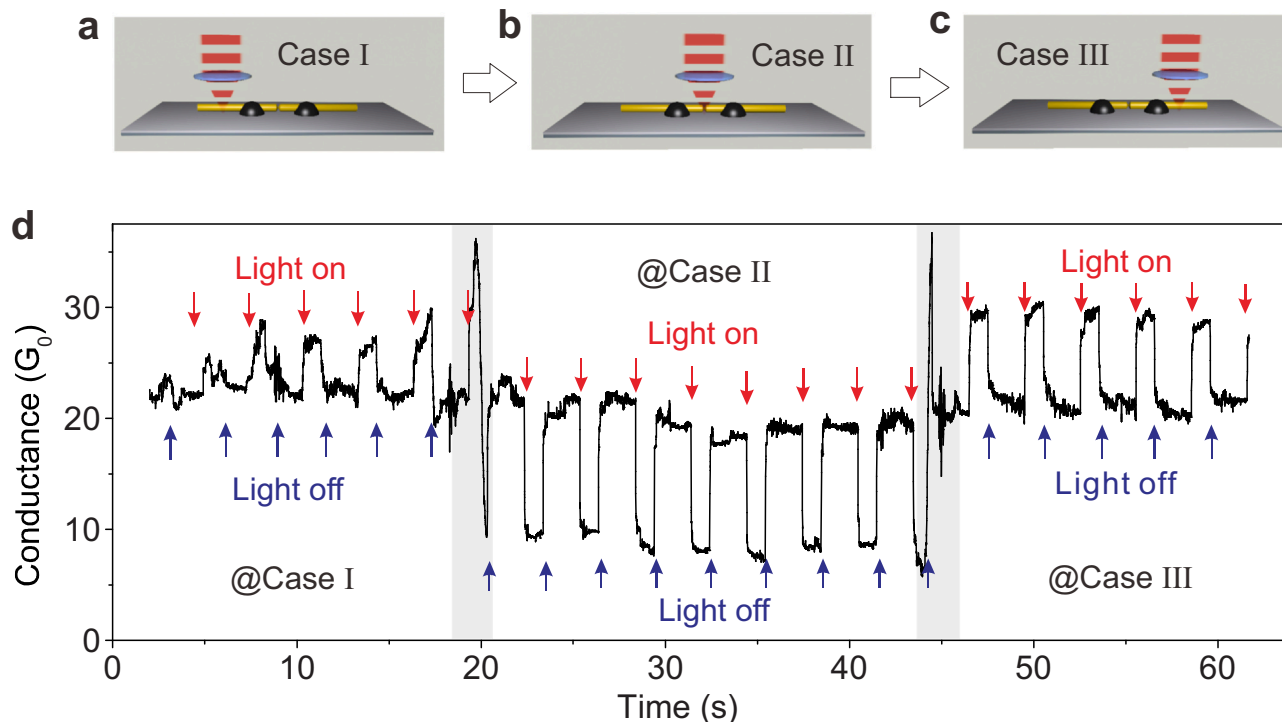 a
Case I
b
Case II
c
Case III
d
Conductance (G₀)
30
20
10
0
Light on
@Case II
Light on
Light on
Light off
Light off
@Case I
Light off
@Case III
0
10
20
30
40
50
60
Time (s)